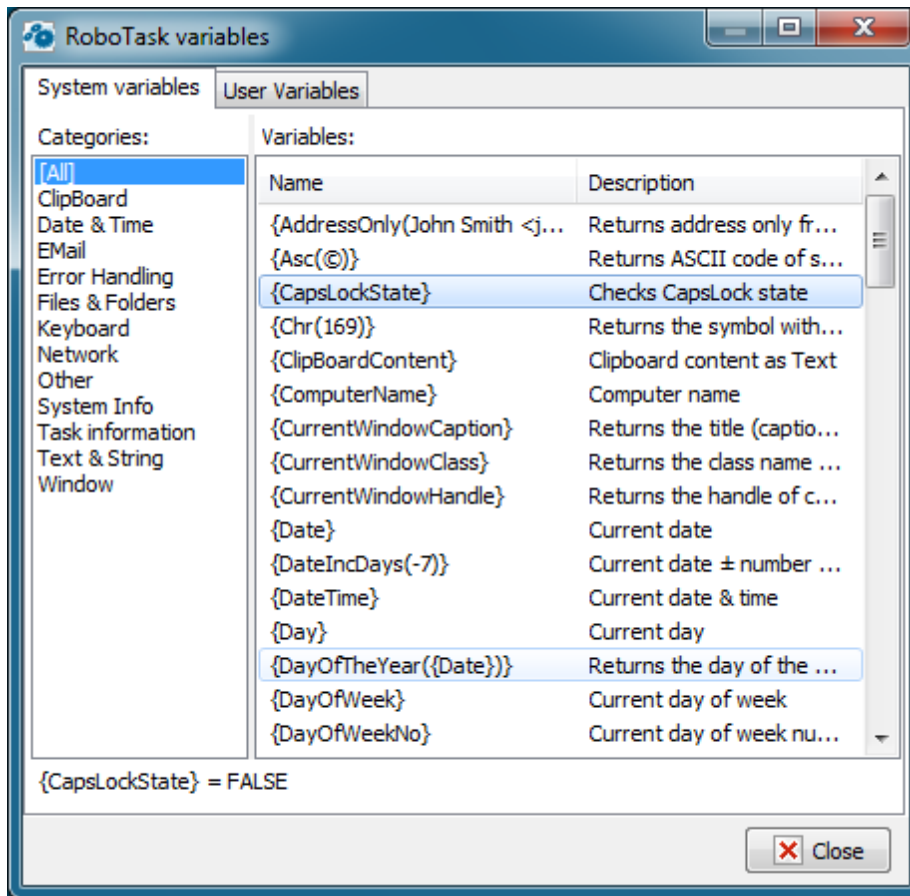 RoboTask variables
System variables
User Variables
Categories:
[All]
ClipBoard
Date & Time
EMail
Error Handling
Files & Folders
Keyboard
Network
Other
System Info
Task information
Text & String
Window
Variables:
Name Description
{AddressOnly(John Smith <j... Returns address only fr...
{Asc(©)} Returns ASCII code of s...
{CapsLockState} Checks CapsLock state
{Chr(169)} Returns the symbol with...
{ClipBoardContent} Clipboard content as Text
{ComputerName} Computer name
{CurrentWindowCaption} Returns the title (captio...
{CurrentWindowClass} Returns the class name ...
{CurrentWindowHandle} Returns the handle of c...
{Date} Current date
{DateIncDays(-7)} Current date ± number ...
{DateTime} Current date & time
{Day} Current day
{DayOfTheYear({Date})} Returns the day of the ...
{DayOfWeek} Current day of week
{DayOfWeekNo} Current day of week nu...
{CapsLockState} = FALSE
Close